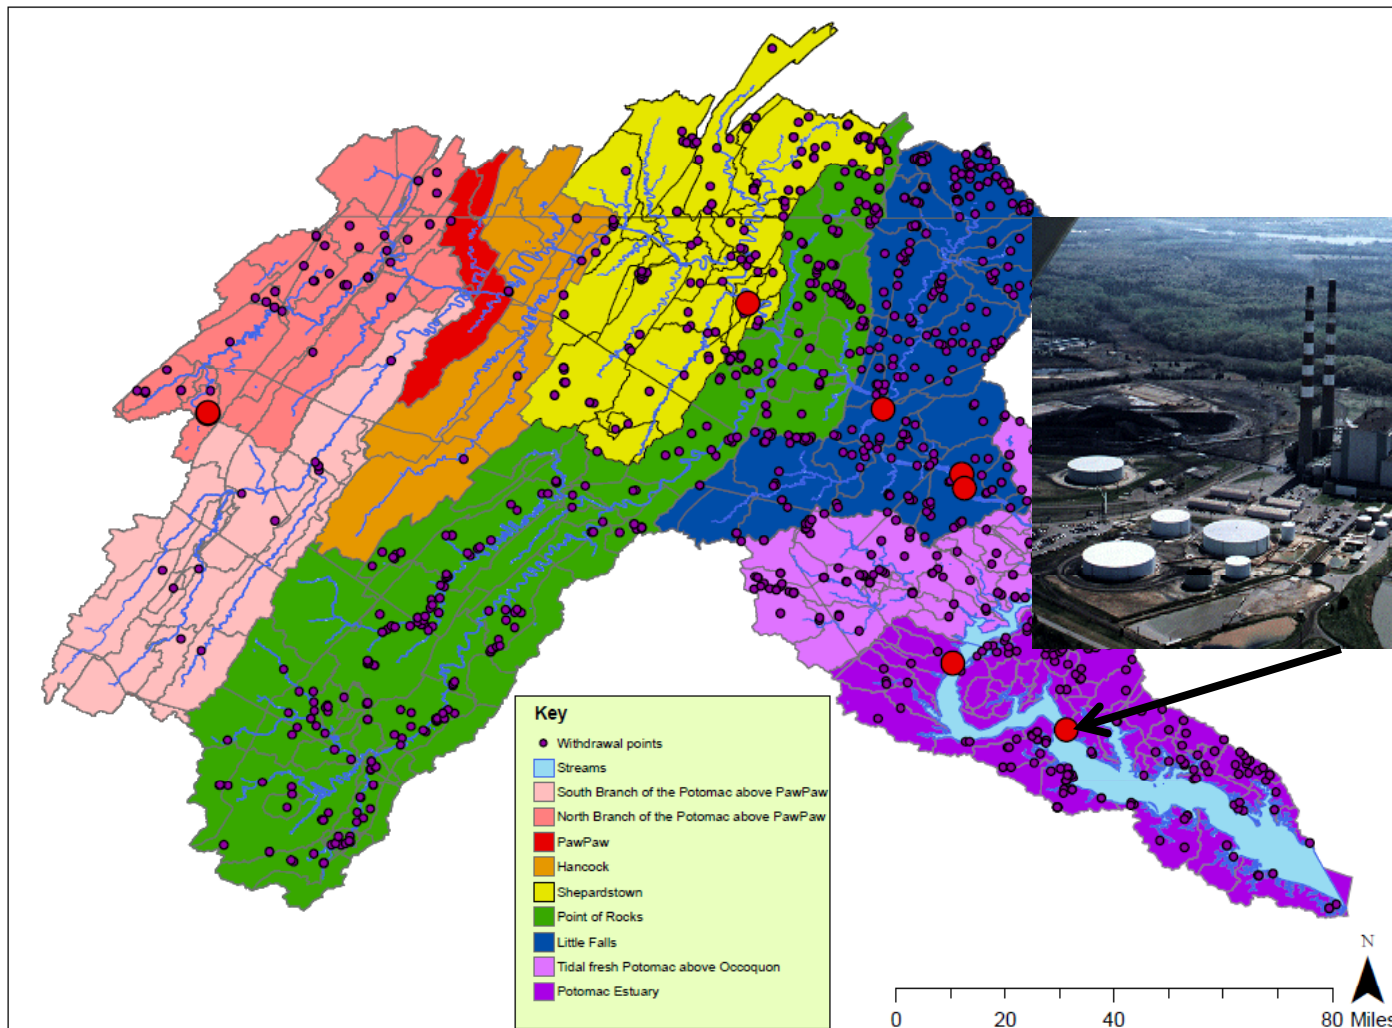 Key
Withdrawal points
Streams
South Branch of the Potomac above PawPaw
North Branch of the Potomac above PawPaw
PawPaw
Hancock
Shepardstown
Point of Rocks
Little Falls
Tidal fresh Potomac above Occoquon
Potomac Estuary
N
0 20 40 80 Miles